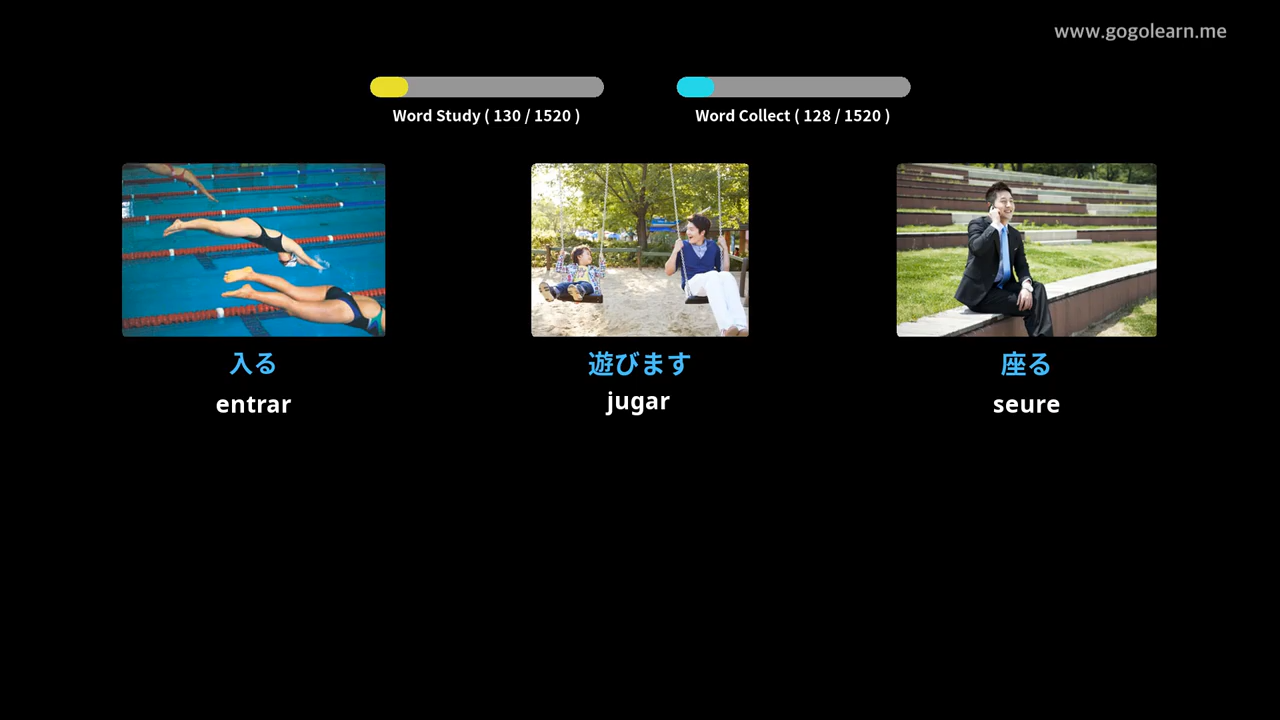 www.gogolearn.me
Word Study ( 130 / 1520 )
Word Collect ( 128 / 1520 )
入る
遊びます
座る
entrar
jugar
seure